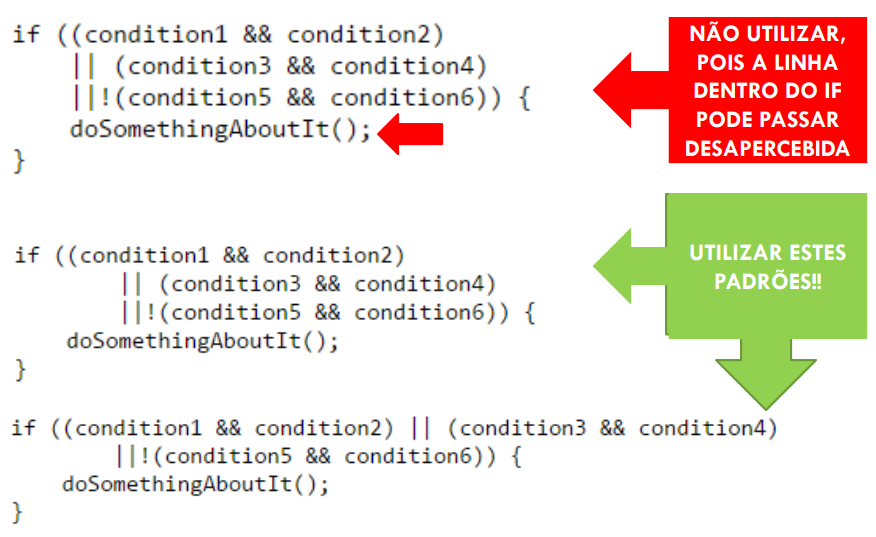 if ((condition1 && condition2)
    || (condition3 && condition4)
    ||!(condition5 && condition6)) {
    doSomethingAboutIt();
}
NÃO UTILIZAR,
POIS A LINHA
DENTRO DO IF
PODE PASSAR
DESAPERCEBIDA
if ((condition1 && condition2)
        || (condition3 && condition4)
        ||!(condition5 && condition6)) {
    doSomethingAboutIt();
}
UTILIZAR ESTES
PADRÕES!!
if ((condition1 && condition2) || (condition3 && condition4)
        ||!(condition5 && condition6)) {
    doSomethingAboutIt();
}